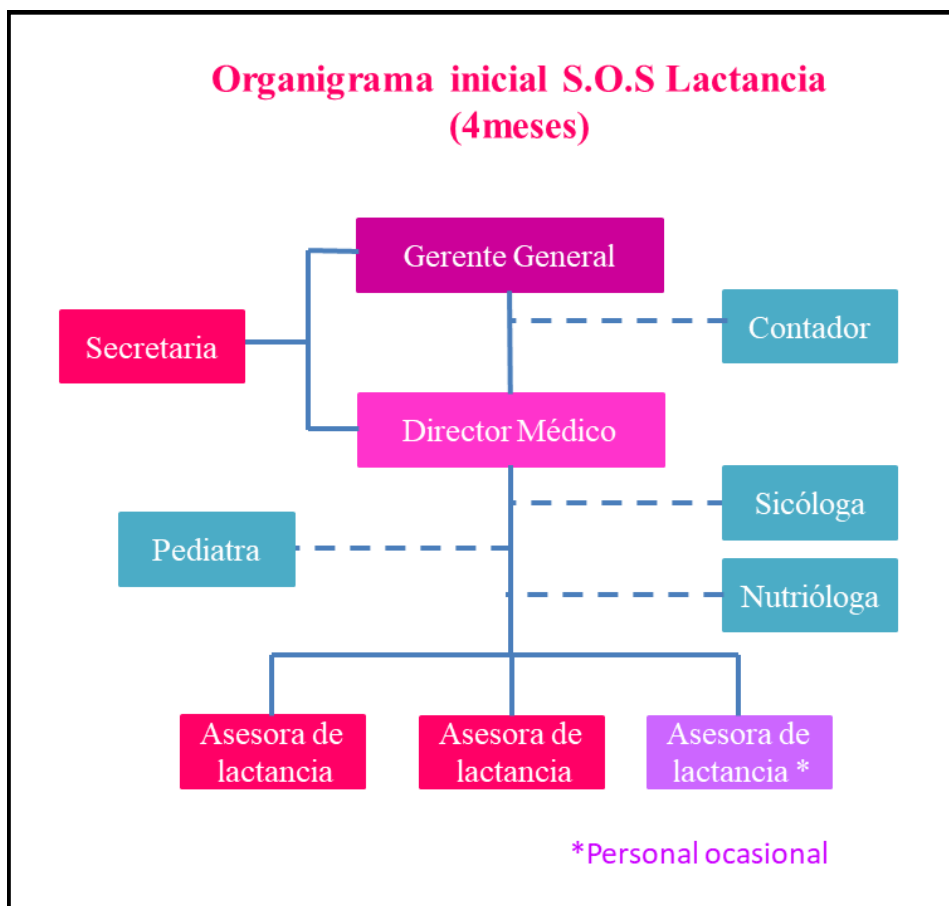 Organigrama inicial S.O.S Lactancia
(4meses)
Gerente General
Contador
Secretaria
Director Médico
Sicóloga
Pediatra
Nutrióloga
Asesora de
lactancia
Asesora de
lactancia
Asesora de
lactancia *
*Personal ocasional